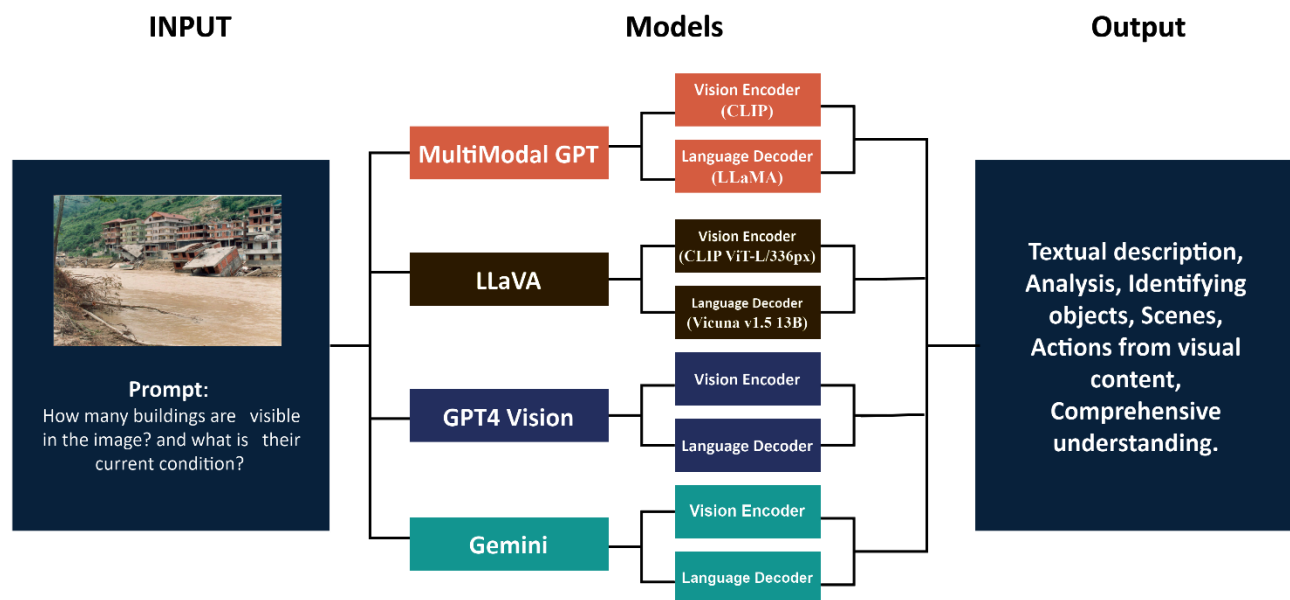 INPUT
Models
Output
Prompt:
How many buildings are visible
in the image? and what is their
current condition?
MultiModal GPT
Vision Encoder
(CLIP)
Language Decoder
(LLaMA)
LLaVA
Vision Encoder
(CLIP ViT-L/336px)
Language Decoder
(Vicuna v1.5 13B)
GPT4 Vision
Vision Encoder
Language Decoder
Gemini
Vision Encoder
Language Decoder
Textual description,
Analysis, Identifying
objects, Scenes,
Actions from visual
content,
Comprehensive
understanding.